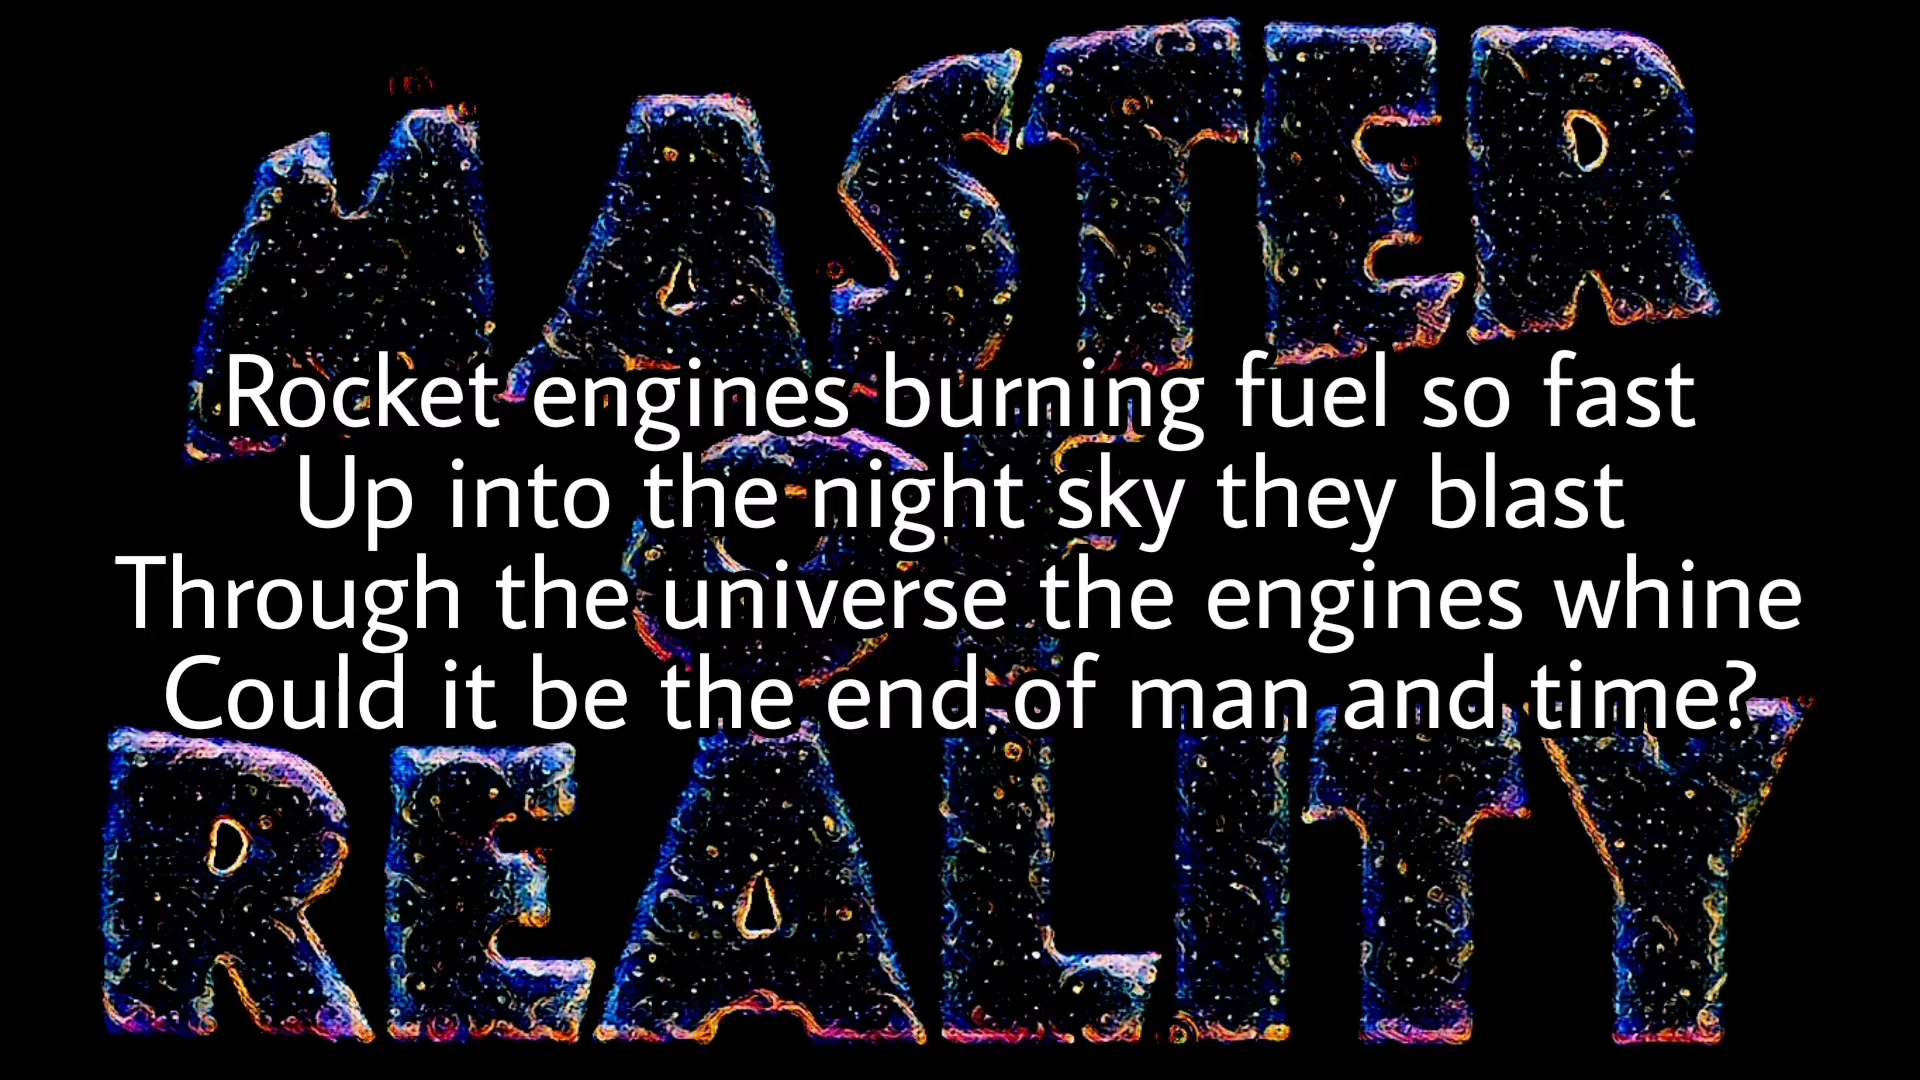 MASTER
Rocket engines burning fuel so fast
OF
Up into the night sky they blast
Through the universe the engines whine
Could it be the end of man and time?
REALITY